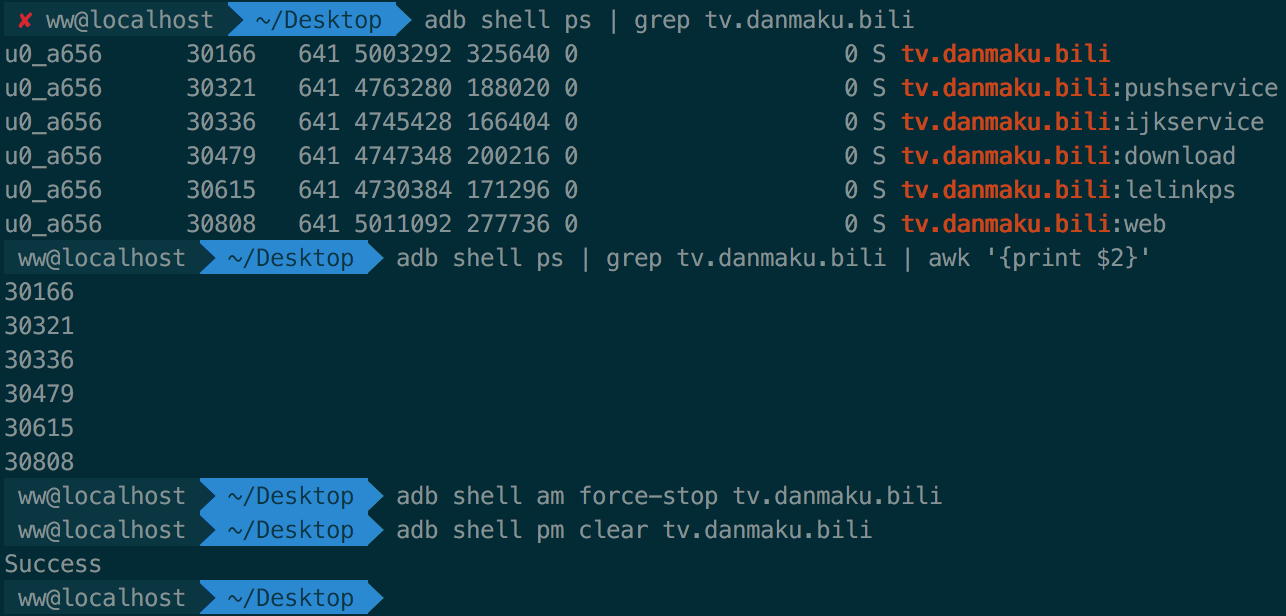 ✘ ww@localhost ~/Desktop adb shell ps | grep tv.danmaku.bili
u0_a656 30166 641 5003292 325640 0 0 S tv.danmaku.bili
u0_a656 30321 641 4763280 188020 0 0 S tv.danmaku.bili:pushservice
u0_a656 30336 641 4745428 166404 0 0 S tv.danmaku.bili:ijkservice
u0_a656 30479 641 4747348 200216 0 0 S tv.danmaku.bili:download
u0_a656 30615 641 4730384 171296 0 0 S tv.danmaku.bili:lelinkps
u0_a656 30808 641 5011092 277736 0 0 S tv.danmaku.bili:web
ww@localhost ~/Desktop adb shell ps | grep tv.danmaku.bili | awk '{print $2}'
30166
30321
30336
30479
30615
30808
ww@localhost ~/Desktop adb shell am force-stop tv.danmaku.bili
ww@localhost ~/Desktop adb shell pm clear tv.danmaku.bili
Success
ww@localhost ~/Desktop